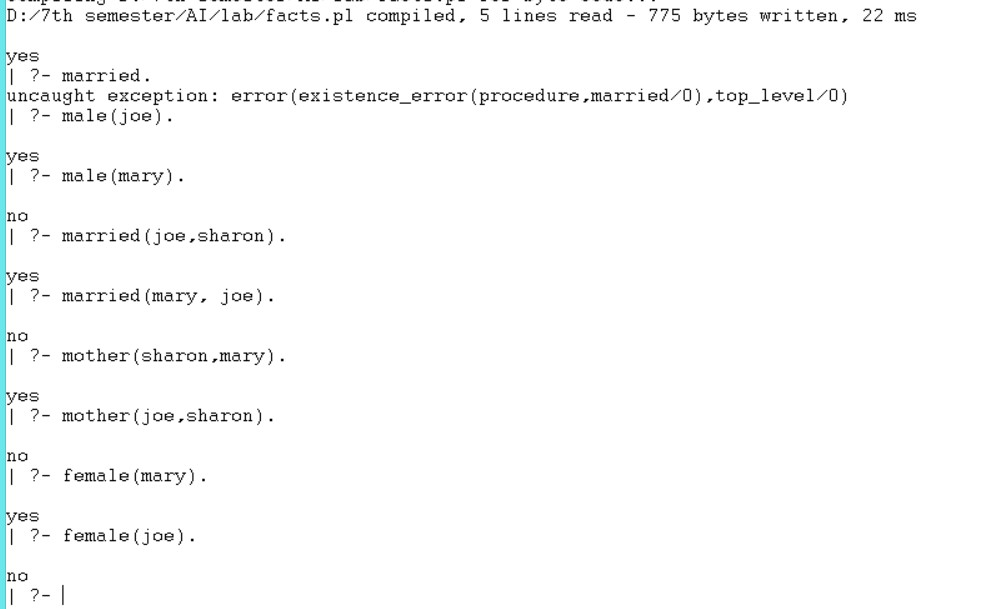 D:/7th semester/AI/lab/facts.pl compiled, 5 lines read - 775 bytes written, 22 ms
yes
| ?- married.
uncaught exception: error(existence_error(procedure,married/0),top_level/0)
| ?- male(joe).
yes
| ?- male(mary).
no
| ?- married(joe,sharon).
yes
| ?- married(mary, joe).
no
| ?- mother(sharon,mary).
yes
| ?- mother(joe,sharon).
no
| ?- female(mary).
yes
| ?- female(joe).
no
| ?-